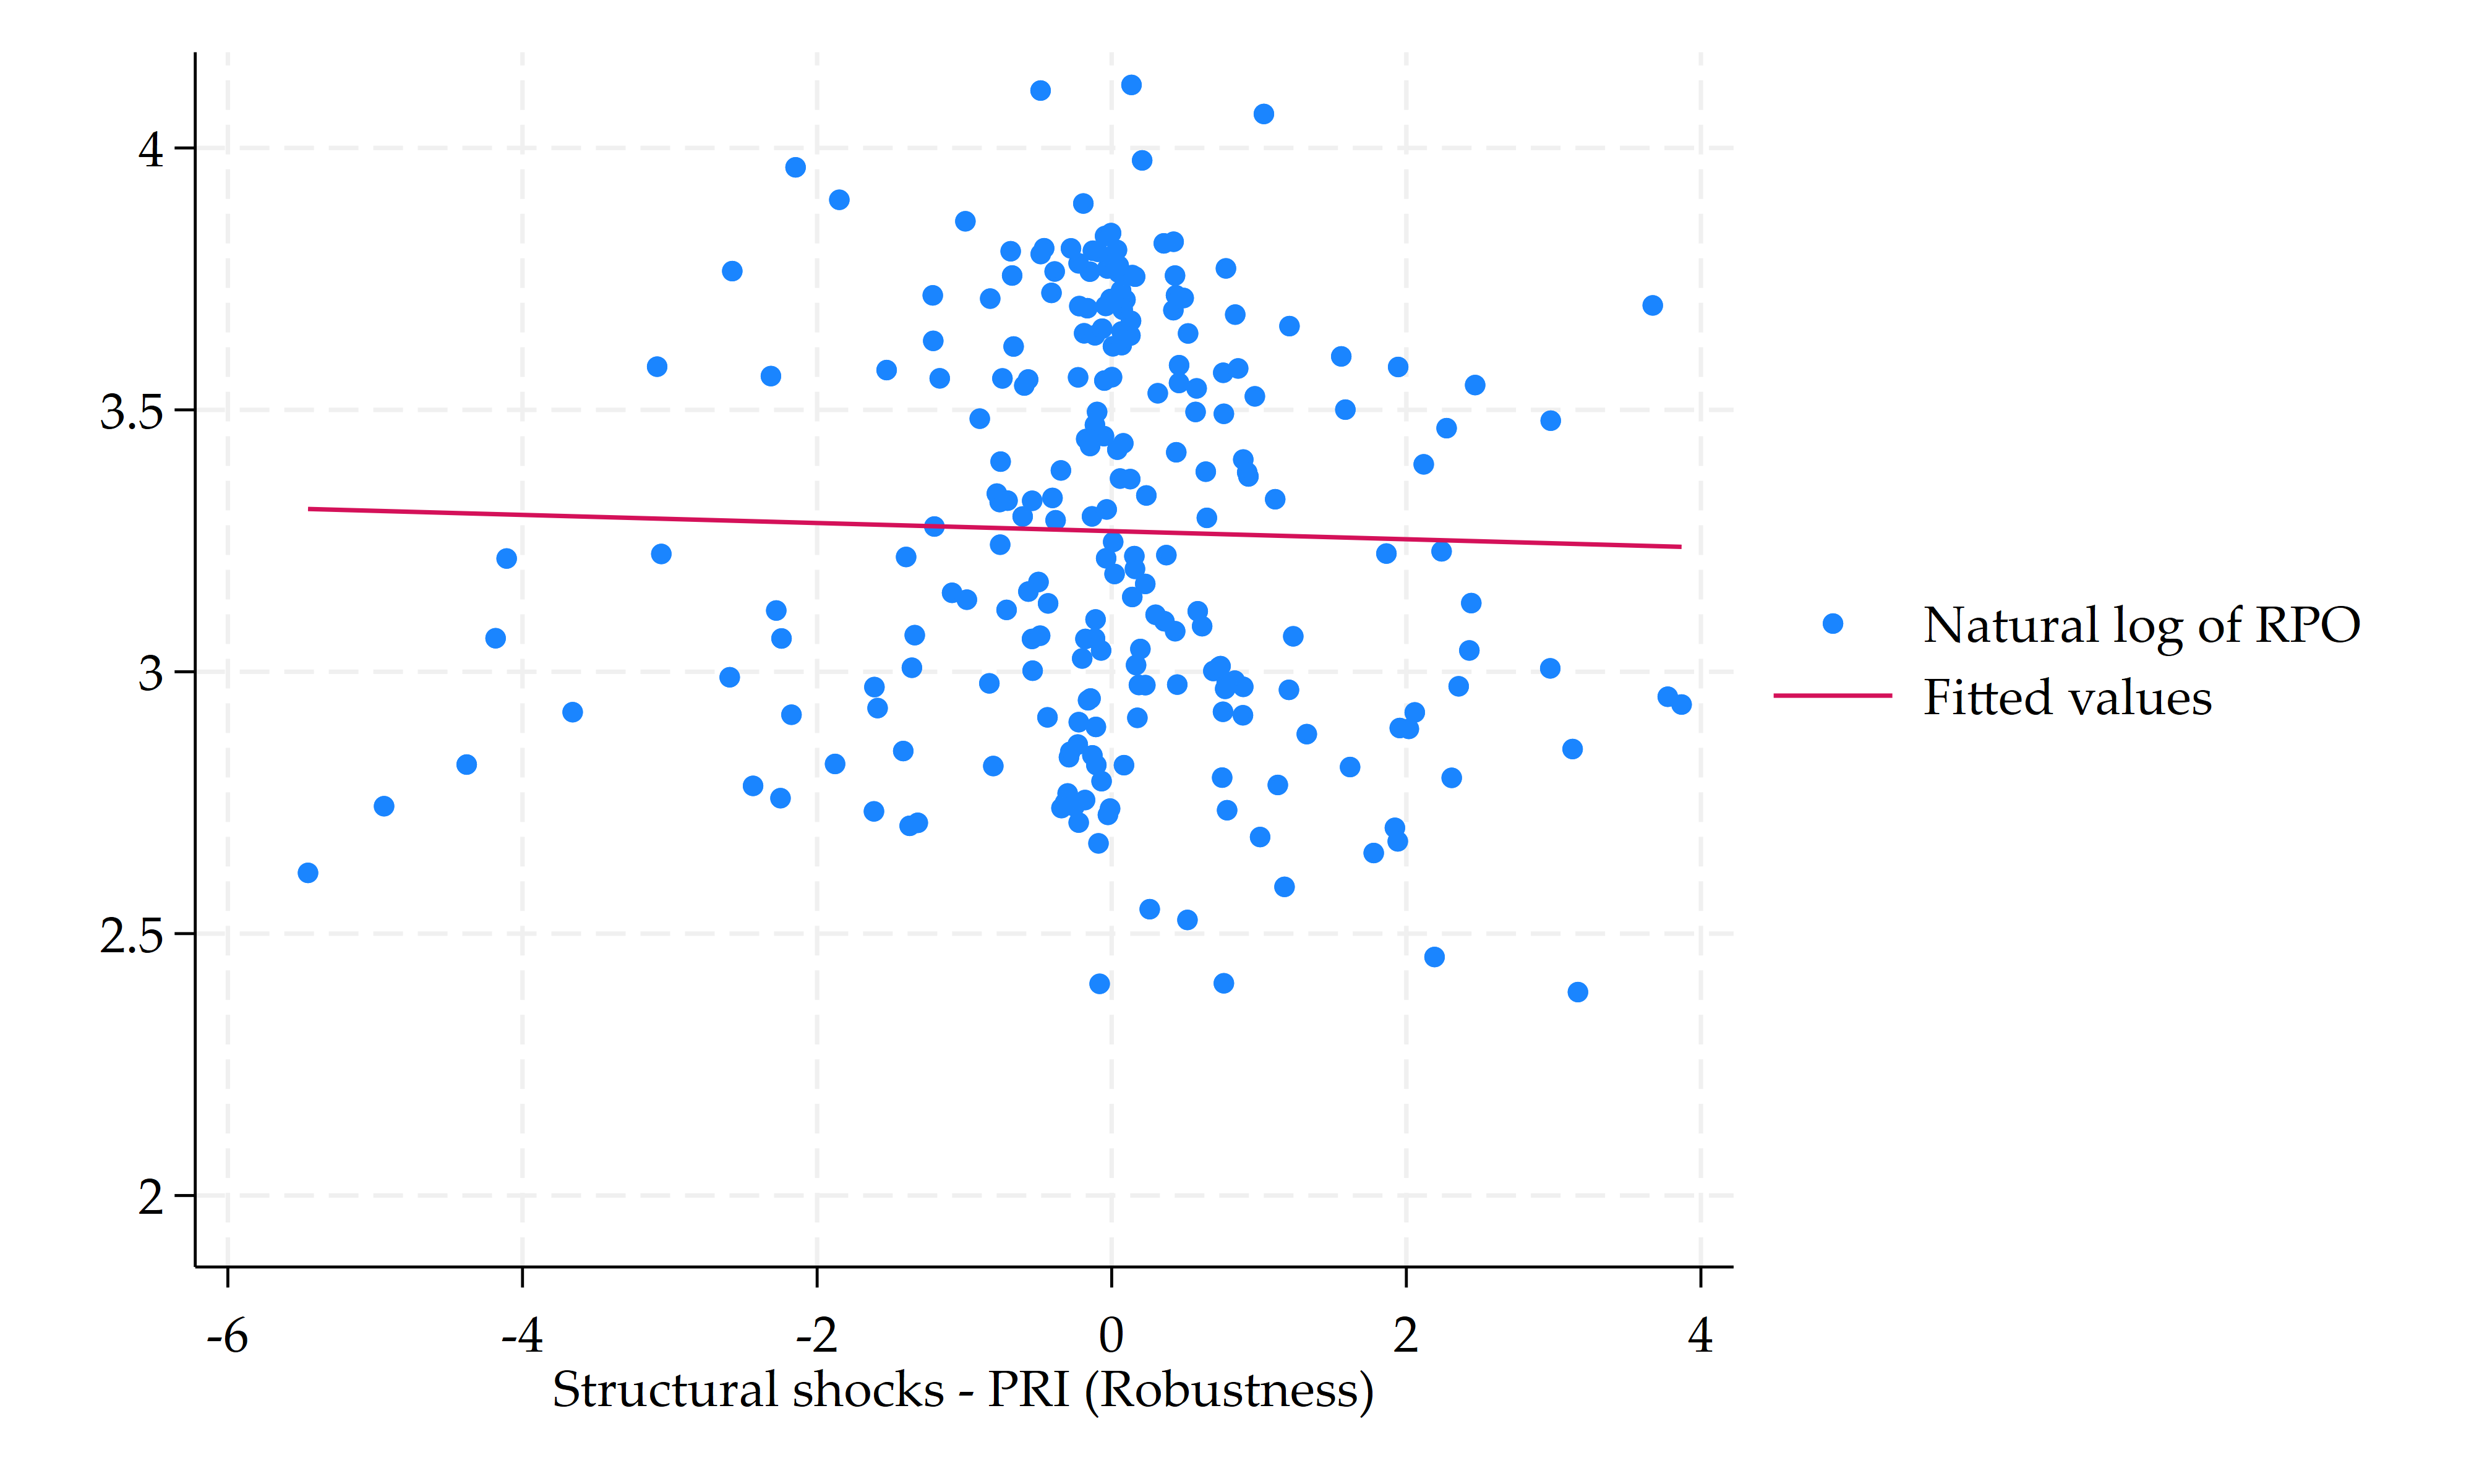 4
3.5
3
2.5
2
-6 -4 -2 0 2 4
Structural shocks - PRI (Robustness)
Natural log of RPO
Fitted values